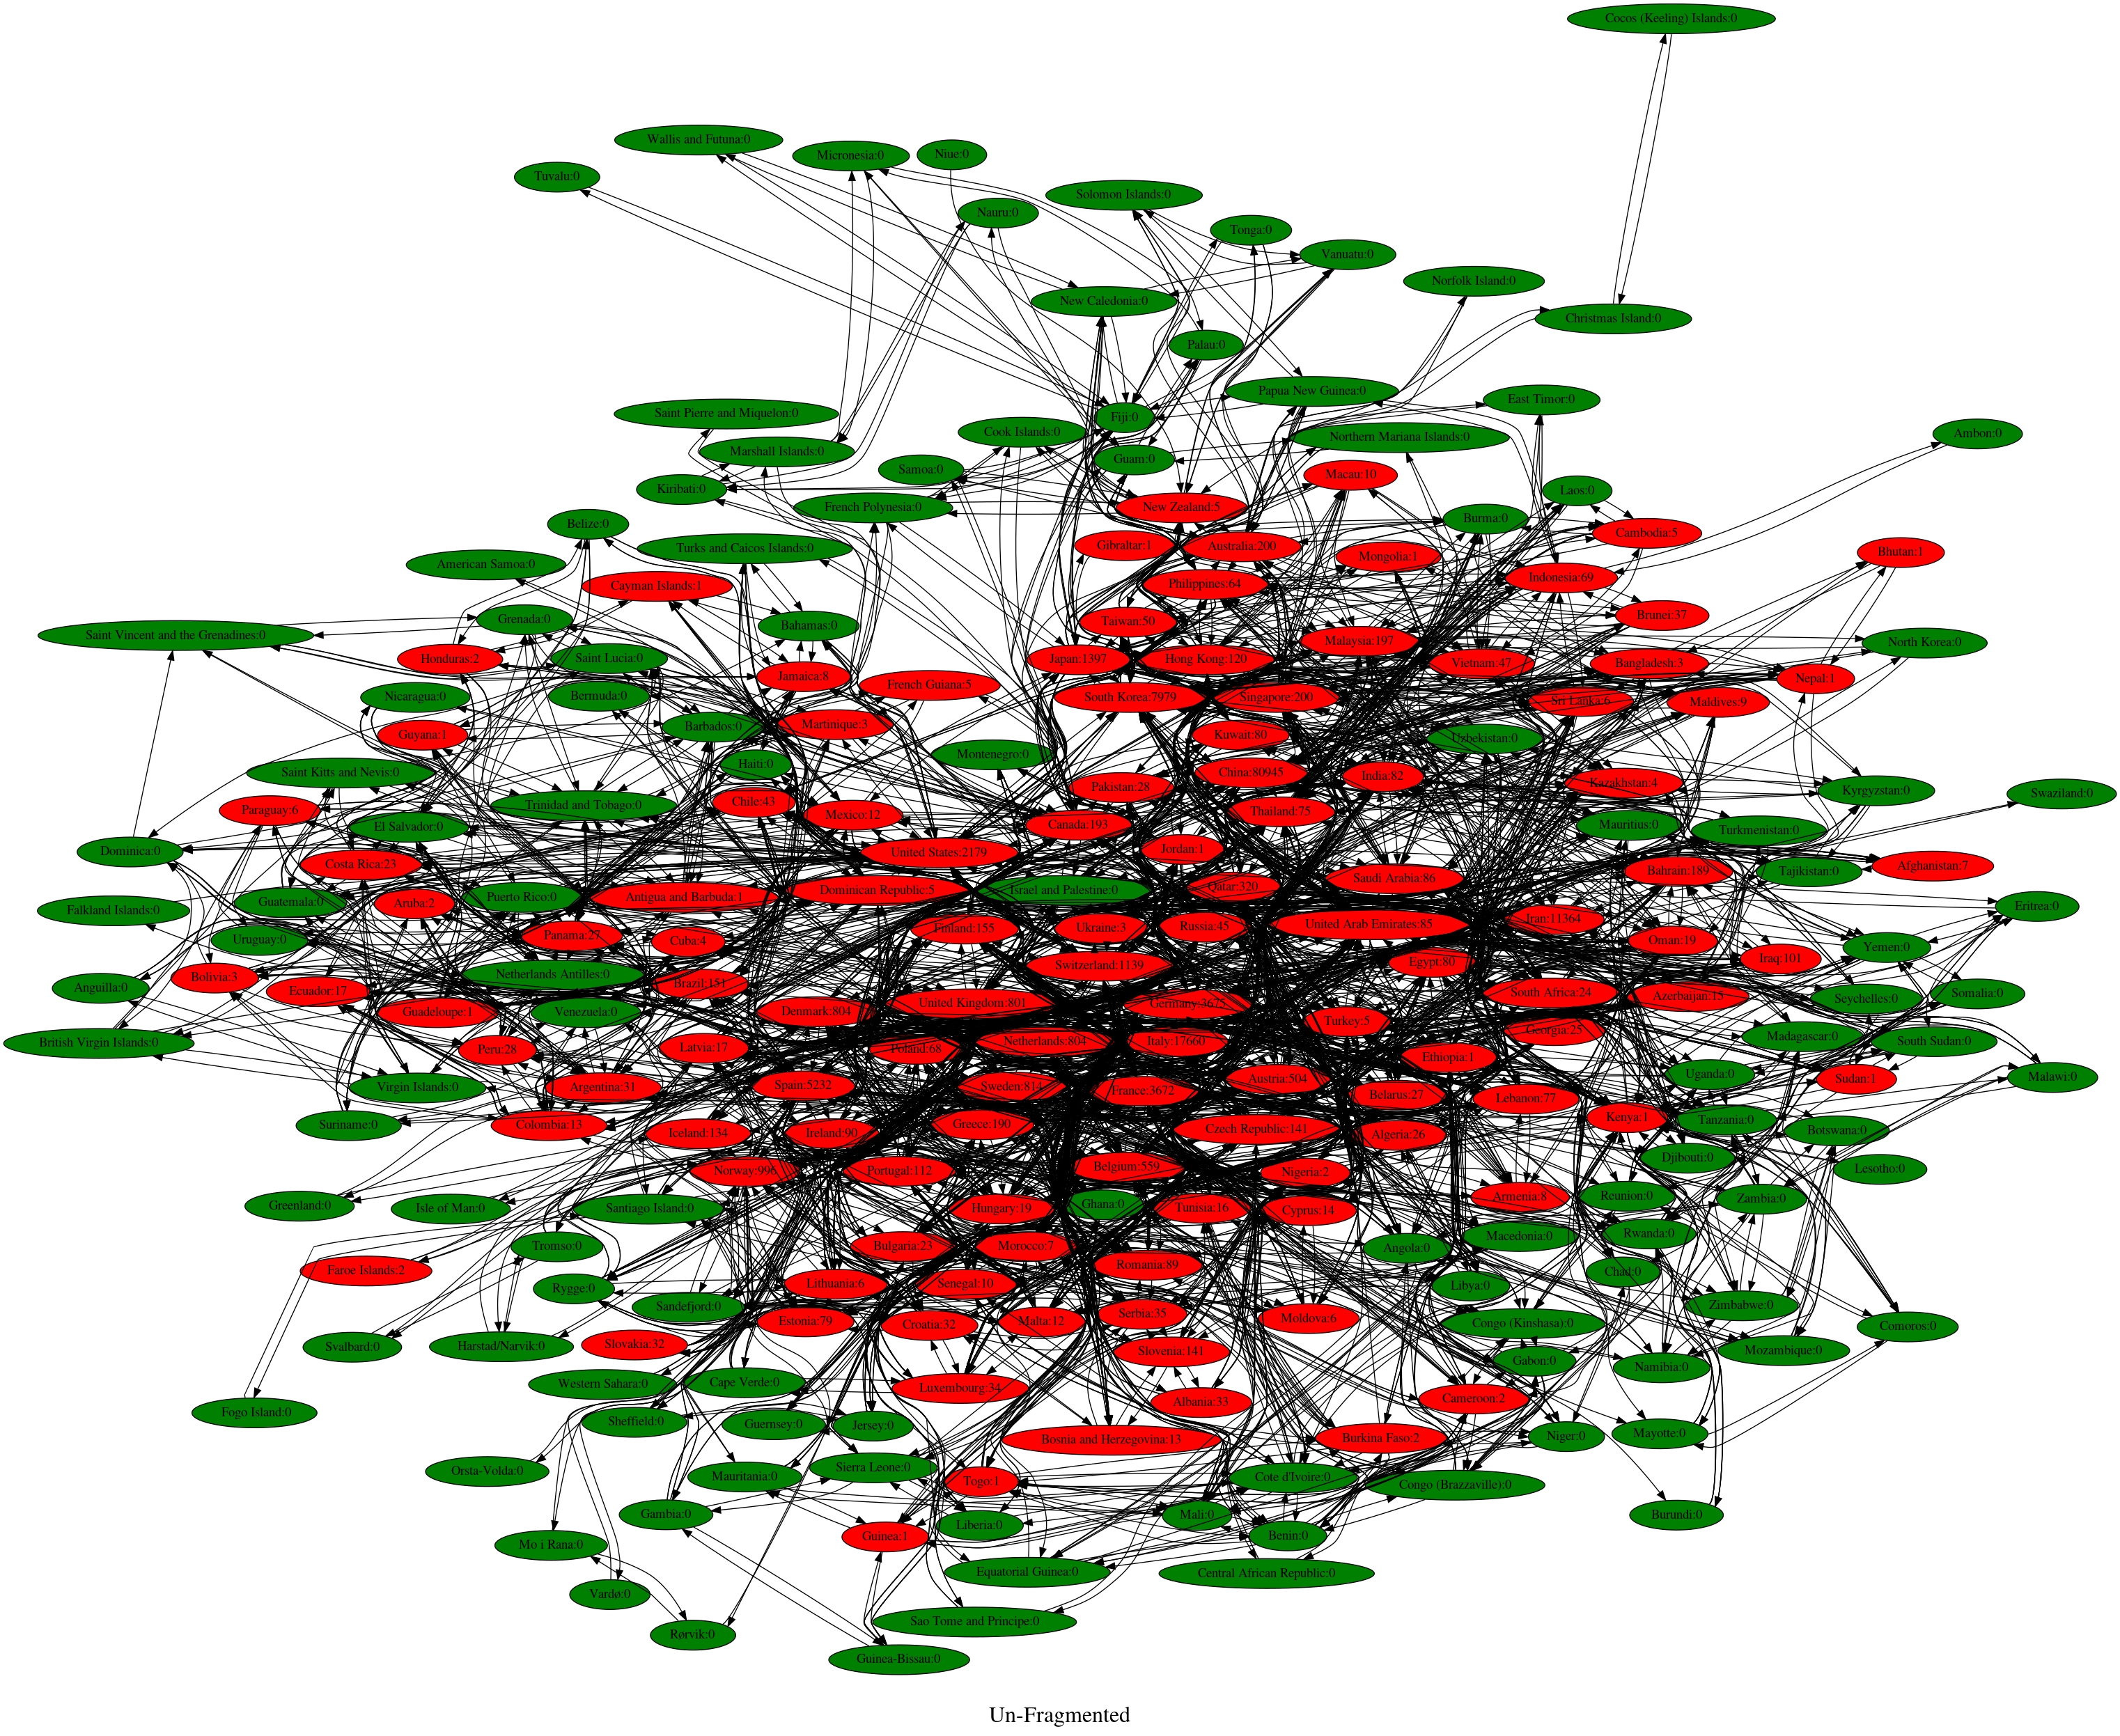 Cocos (Keeling) Islands:0
Wallis and Futuna:0
Micronesia:0
Niue:0
Tuvalu:0
Solomon Islands:0
Nauru:0
Tonga:0
Vanuatu:0
Norfolk Island:0
New Caledonia:0
Christmas Island:0
Palau:0
Papua New Guinea:0
East Timor:0
Saint Pierre and Miquelon:0
Fiji:0
Cook Islands:0
Northern Mariana Islands:0
Ambon:0
Marshall Islands:0
Guam:0
Samoa:0
Macau:10
Kiribati:0
Laos:0
French Polynesia:0
New Zealand:5
Belize:0
Burma:0
Cambodia:5
Turks and Caicos Islands:0
Gibraltar:1
Australia:200
Mongolia:1
Bhutan:1
American Samoa:0
Cayman Islands:1
Philippines:64
Indonesia:69
Grenada:0
Bahamas:0
Taiwan:50
Brunei:37
Saint Vincent and the Grenadines:0
Malaysia:197
North Korea:0
Honduras:2
Saint Lucia:0
Japan:1397
Hong Kong:120
Vietnam:47
Bangladesh:3
Jamaica:8
French Guiana:5
Nepal:1
Nicaragua:0
Bermuda:0
South Korea:7979
Singapore:200
Sri Lanka:6
Maldives:9
Guyana:1
Barbados:0
Martinique:3
Kuwait:80
Uzbekistan:0
Montenegro:0
Haiti:0
Saint Kitts and Nevis:0
China:80945
India:82
Kazakhstan:4
Pakistan:28
Kyrgyzstan:0
Swaziland:0
Paraguay:6
Trinidad and Tobago:0
Chile:43
Mexico:12
Thailand:75
El Salvador:0
Canada:193
Mauritius:0
Turkmenistan:0
Dominica:0
Costa Rica:23
United States:2179
Jordan:1
Bahrain:189
Tajikistan:0
Afghanistan:7
Falkland Islands:0
Guatemala:0
Aruba:2
Puerto Rico:0
Antigua and Barbuda:1
Dominican Republic:5
Israel and Palestine:0
Qatar:320
Saudi Arabia:86
Eritrea:0
Uruguay:0
Panama:27
Cuba:4
Finland:155
Ukraine:3
Russia:45
United Arab Emirates:85
Iran:11364
Oman:19
Yemen:0
Anguilla:0
Bolivia:3
Netherlands Antilles:0
Switzerland:1139
Egypt:80
Iraq:101
Ecuador:17
Brazil:151
South Africa:24
Azerbaijan:15
Seychelles:0
Somalia:0
Guadeloupe:1
Venezuela:0
Denmark:804
United Kingdom:801
Germany:3675
Turkey:5
Georgia:25
British Virgin Islands:0
Peru:28
Latvia:17
Poland:68
Netherlands:804
Italy:17660
Ethiopia:1
Madagascar:0
South Sudan:0
Virgin Islands:0
Argentina:31
Spain:5232
Sweden:814
France:3672
Austria:504
Belarus:27
Lebanon:77
Uganda:0
Sudan:1
Malawi:0
Suriname:0
Colombia:13
Iceland:134
Ireland:90
Greece:190
Czech Republic:141
Algeria:26
Kenya:1
Tanzania:0
Botswana:0
Norway:996
Portugal:112
Belgium:559
Nigeria:2
Djibouti:0
Lesotho:0
Greenland:0
Isle of Man:0
Santiago Island:0
Hungary:19
Ghana:0
Tunisia:16
Cyprus:14
Armenia:8
Reunion:0
Zambia:0
Tromso:0
Bulgaria:23
Morocco:7
Angola:0
Macedonia:0
Rwanda:0
Faroe Islands:2
Rygge:0
Lithuania:6
Senegal:10
Romania:89
Libya:0
Chad:0
Sandefjord:0
Estonia:79
Croatia:32
Malta:12
Serbia:35
Moldova:6
Congo (Kinshasa):0
Zimbabwe:0
Comoros:0
Svalbard:0
Harstad/Narvik:0
Slovakia:32
Slovenia:141
Gabon:0
Namibia:0
Mozambique:0
Western Sahara:0
Cape Verde:0
Luxembourg:34
Albania:33
Cameroon:2
Fogo Island:0
Sheffield:0
Guernsey:0
Jersey:0
Bosnia and Herzegovina:13
Burkina Faso:2
Niger:0
Mayotte:0
Orsta-Volda:0
Mauritania:0
Sierra Leone:0
Togo:1
Cote d'Ivoire:0
Congo (Brazzaville):0
Gambia:0
Liberia:0
Mali:0
Burundi:0
Mo i Rana:0
Guinea:1
Benin:0
Equatorial Guinea:0
Central African Republic:0
Vardø:0
Sao Tome and Principe:0
Rørvik:0
Guinea-Bissau:0
Un-Fragmented